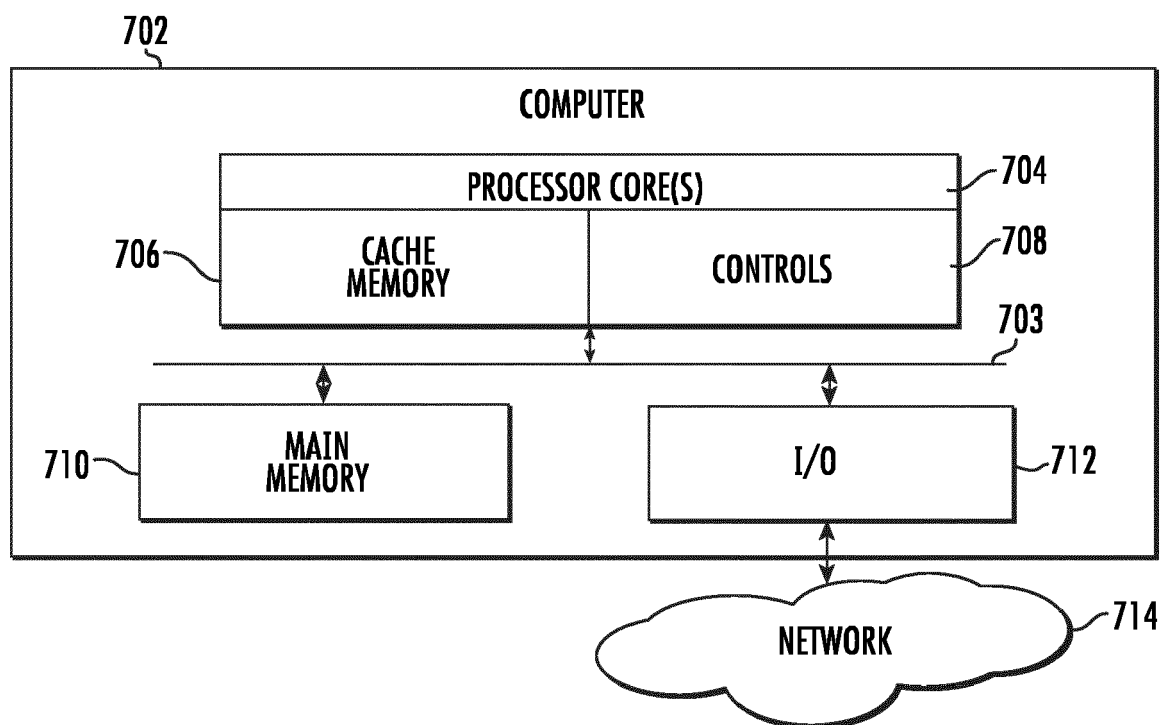 702
COMPUTER
PROCESSOR CORE(S)
704
706
CACHE
MEMORY
CONTROLS
708
703
710
MAIN
MEMORY
I/O
712
NETWORK
714